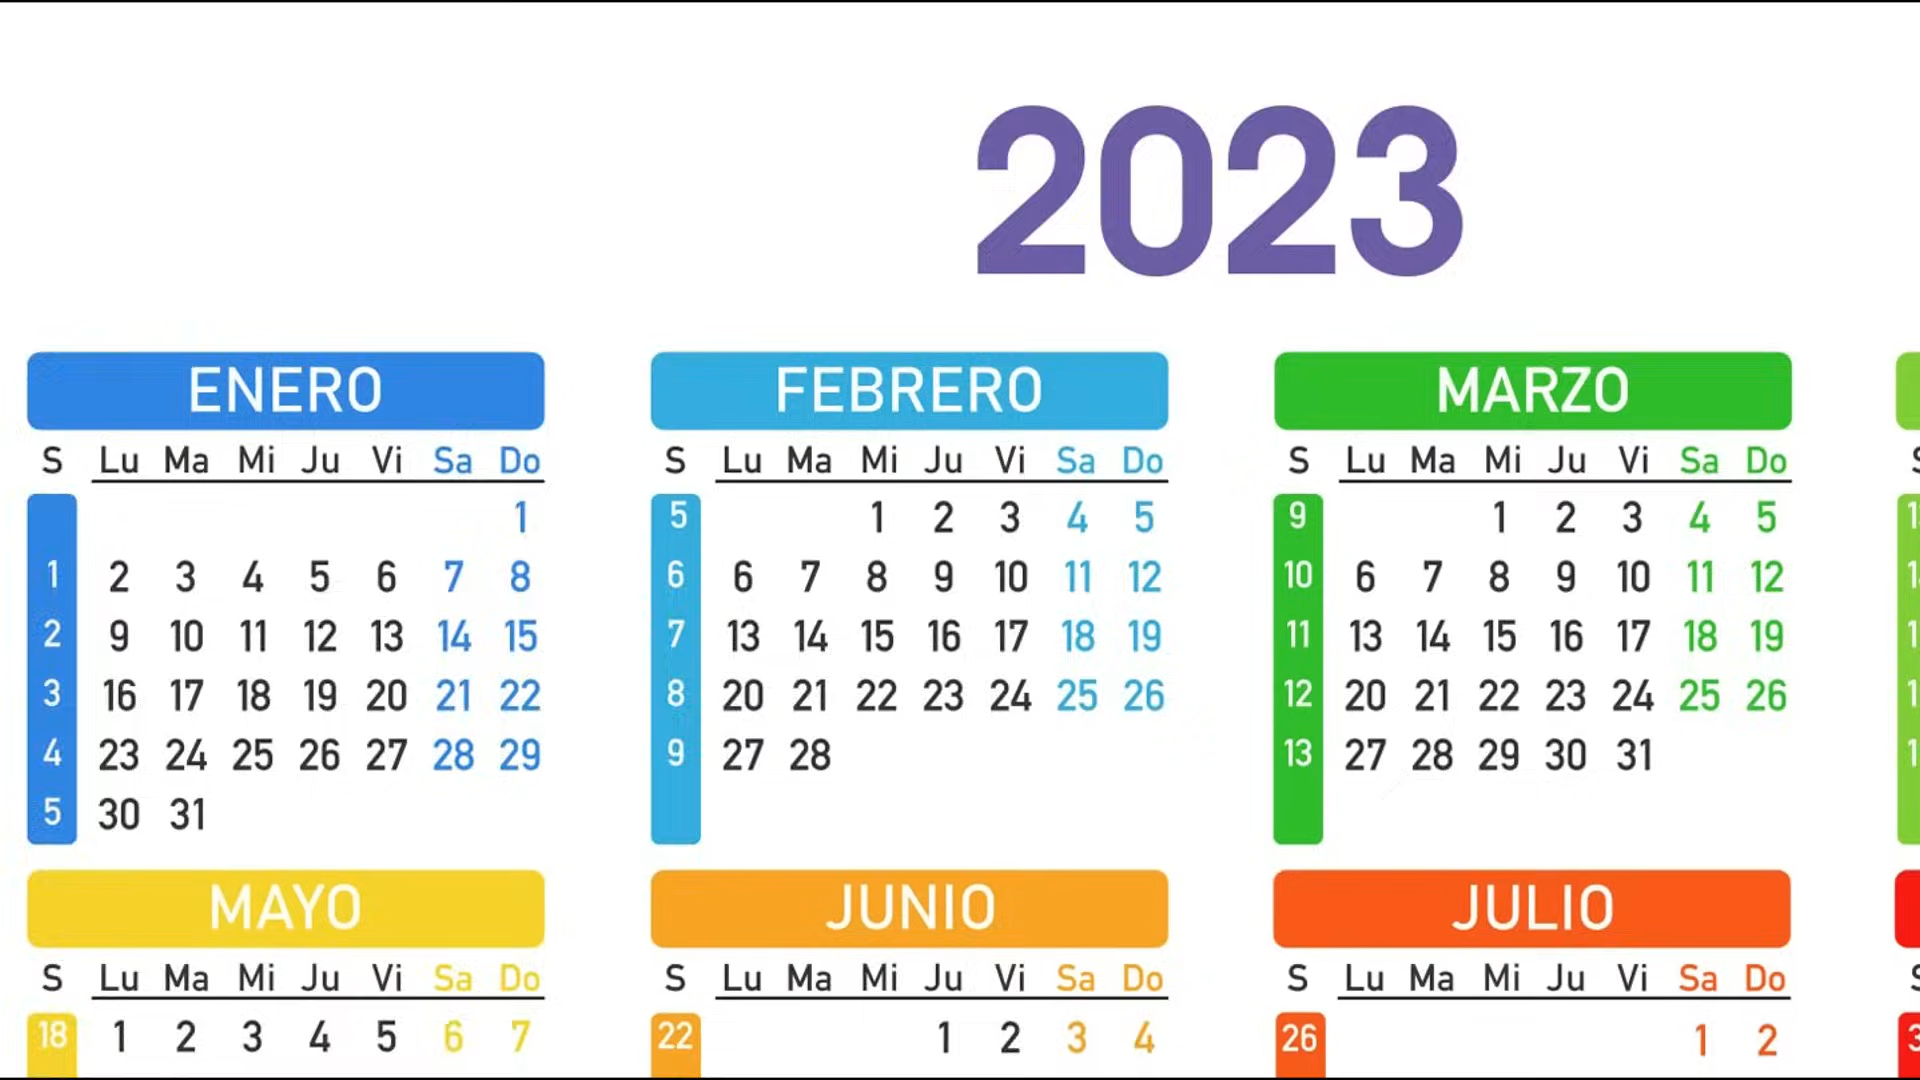 2023
ENERO FEBRERO MARZO
S Lu Ma Mi Ju Vi Sa Do S Lu Ma Mi Ju Vi Sa Do S Lu Ma Mi Ju Vi Sa Do
1 5 1 2 3 4 5 9 1 2 3 4 5
1 2 3 4 5 6 7 8 6 6 7 8 9 10 11 12 10 6 7 8 9 10 11 12
2 9 10 11 12 13 14 15 7 13 14 15 16 17 18 19 11 13 14 15 16 17 18 19
3 16 17 18 19 20 21 22 8 20 21 22 23 24 25 26 12 20 21 22 23 24 25 26
4 23 24 25 26 27 28 29 9 27 28 13 27 28 29 30 31
5 30 31
MAYO JUNIO JULIO
S Lu Ma Mi Ju Vi Sa Do S Lu Ma Mi Ju Vi Sa Do S Lu Ma Mi Ju Vi Sa Do
18 1 2 3 4 5 6 7 22 1 2 3 4 26 1 2